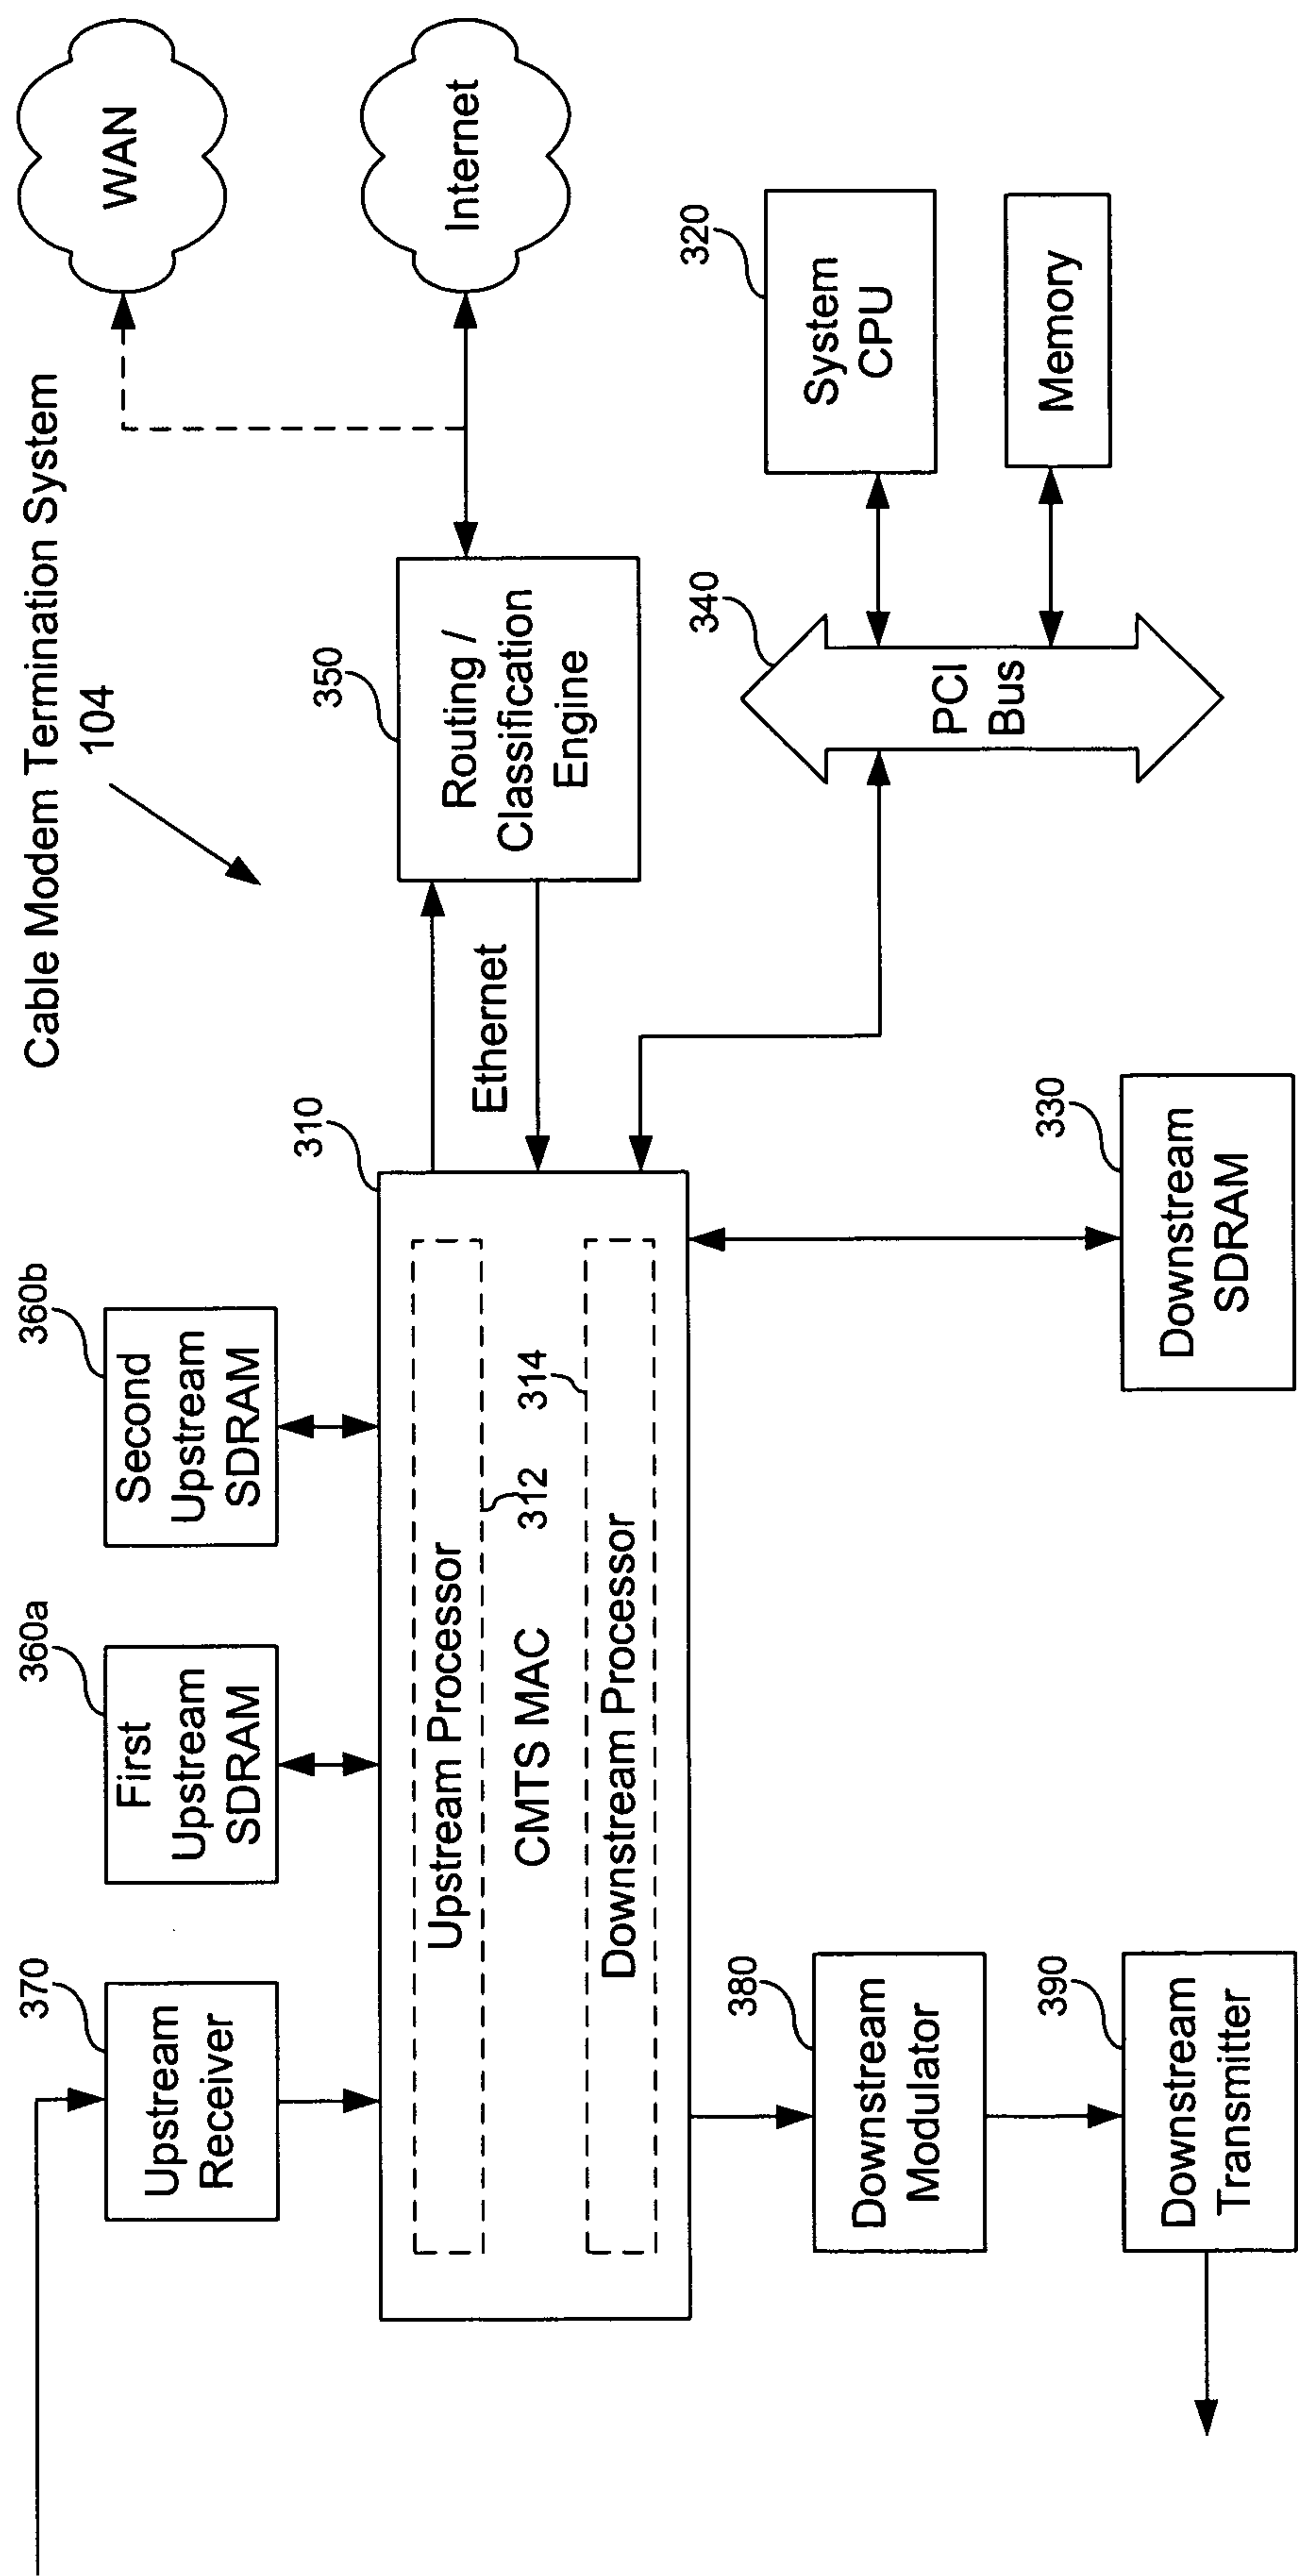 Cable Modem Termination System
104
WAN
Internet
370
Upstream
Receiver
360a
First
Upstream
SDRAM
360b
Second
Upstream
SDRAM
310
Upstream Processor
312
CMTS MAC
314
Downstream Processor
Ethernet
350
Routing /
Classification
Engine
380
Downstream
Modulator
390
Downstream
Transmitter
330
Downstream
SDRAM
340
PCI
Bus
320
System
CPU
Memory